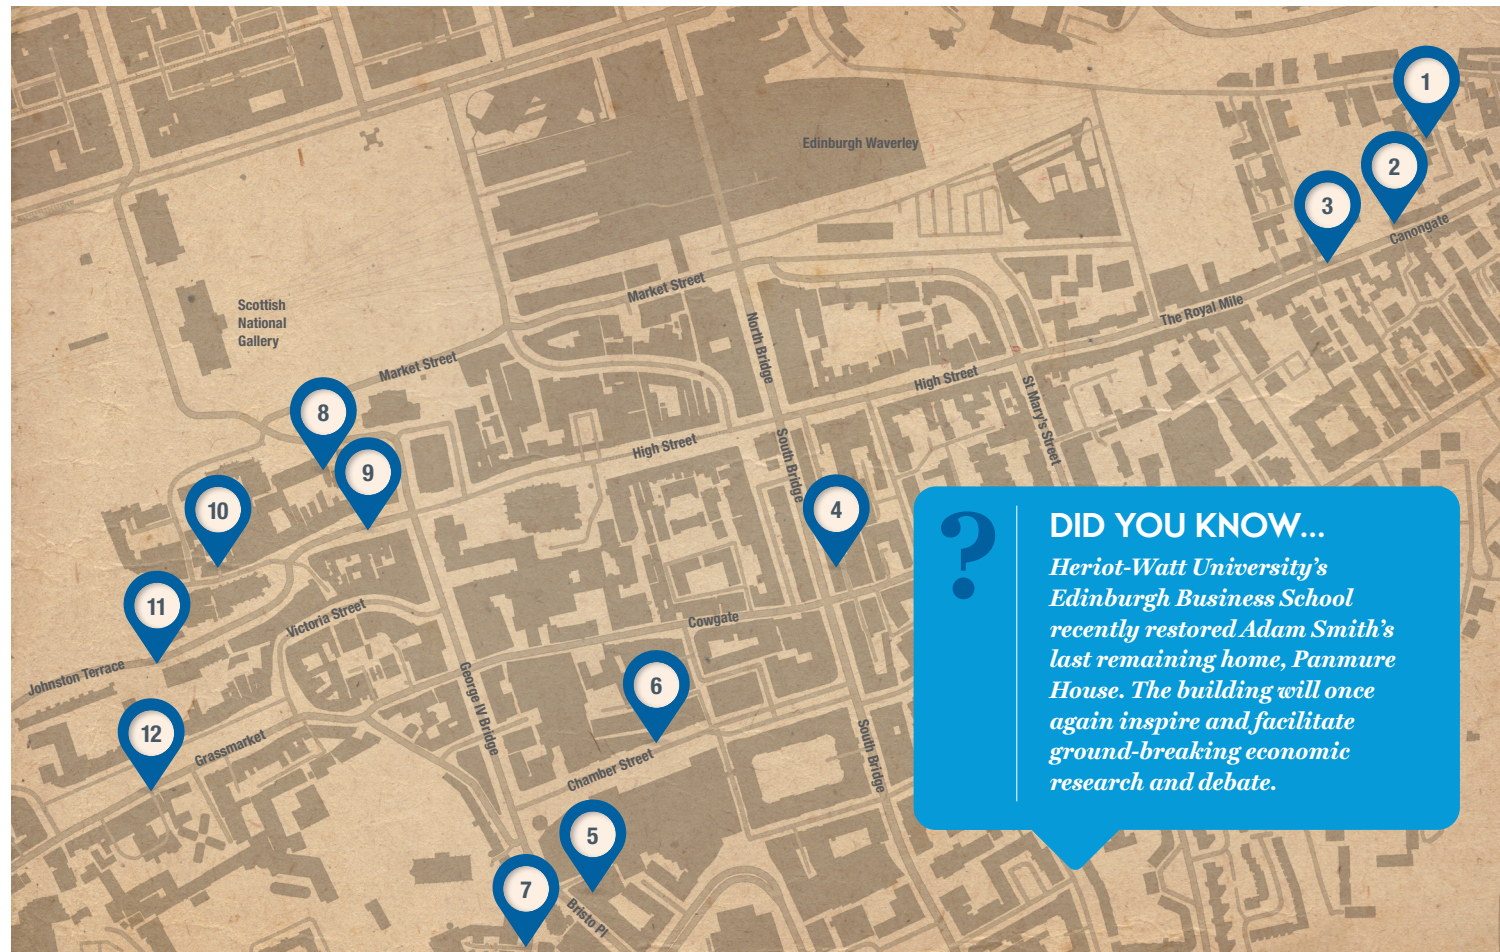 1
Edinburgh Waverley
2
3
Canongate
Scottish
National
Gallery
Market Street
The Royal Mile
North Bridge
Market Street
High Street
St Mary's Street
8
High Street
South Bridge
9
10
4
?
DID YOU KNOW...
Heriot-Watt University's
Edinburgh Business School
recently restored Adam Smith's
last remaining home, Panmure
House. The building will once
again inspire and facilitate
ground-breaking economic
research and debate.
11
Victoria Street
Cowgate
Johnston Terrace
George IV Bridge
6
12
Grassmarket
South Bridge
Chamber Street
5
7
Bristo Pl